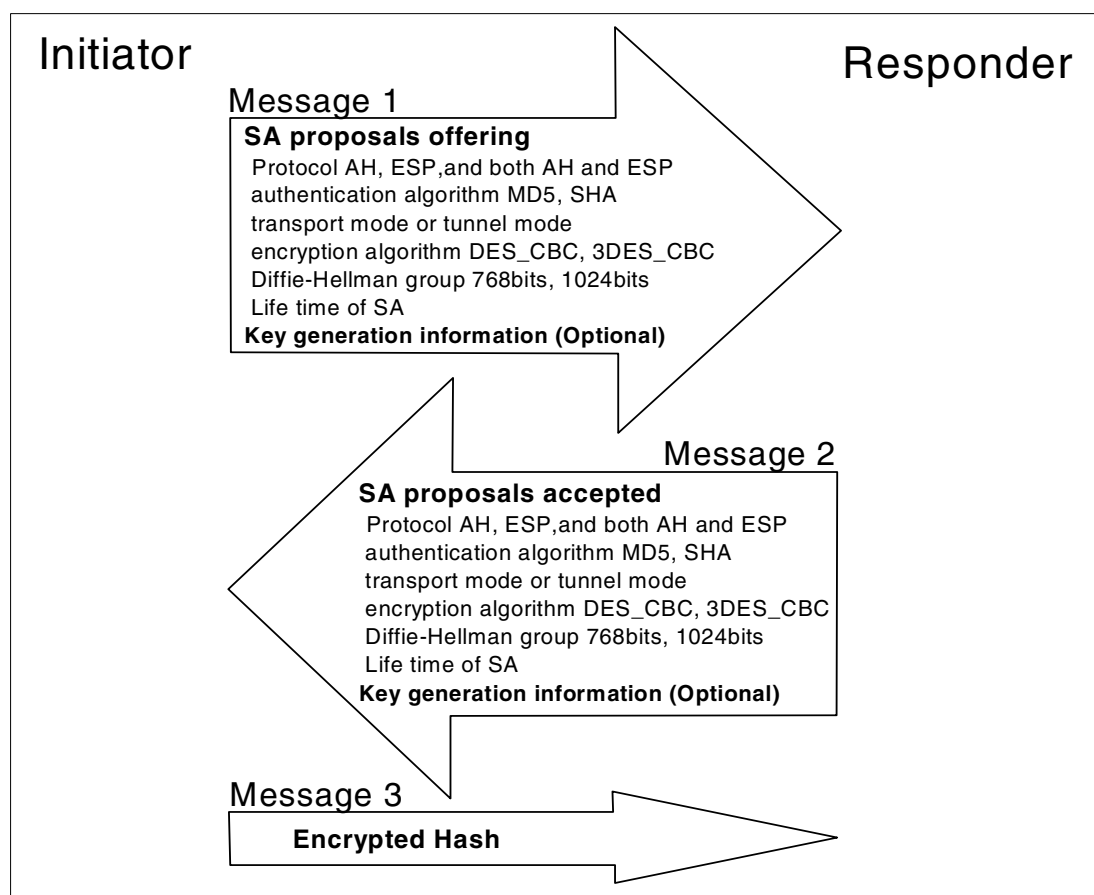 Initiator
Responder
Message 1
SA proposals offering
Protocol AH, ESP,and both AH and ESP
authentication algorithm MD5, SHA
transport mode or tunnel mode
encryption algorithm DES_CBC, 3DES_CBC
Diffie-Hellman group 768bits, 1024bits
Life time of SA
Key generation information (Optional)
Message 2
SA proposals accepted
Protocol AH, ESP,and both AH and ESP
authentication algorithm MD5, SHA
transport mode or tunnel mode
encryption algorithm DES_CBC, 3DES_CBC
Diffie-Hellman group 768bits, 1024bits
Life time of SA
Key generation information (Optional)
Message 3
Encrypted Hash